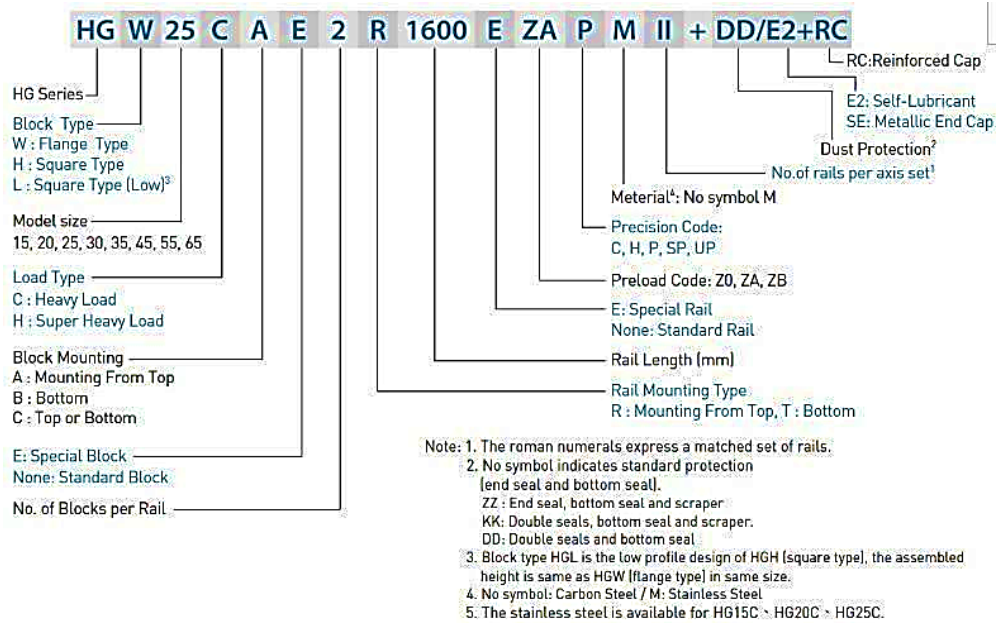 HG W 25 C A E 2 R 1600 E ZA P M II + DD/E2+RC
RC:Reinforced Cap
HG Series
E2: Self-Lubricant
SE: Metallic End Cap
Block Type
W : Flange Type
H : Square Type
L : Square Type (Low)³
Dust Protection²
No.of rails per axis set¹
Meterial⁴: No symbol M
Model size
15, 20, 25, 30, 35, 45, 55, 65
Precision Code:
C, H, P, SP, UP
Load Type
C : Heavy Load
H : Super Heavy Load
Preload Code: Z0, ZA, ZB
E: Special Rail
None: Standard Rail
Block Mounting
A : Mounting From Top
B : Bottom
C : Top or Bottom
Rail Length (mm)
Rail Mounting Type
R : Mounting From Top, T : Bottom
E: Special Block
None: Standard Block
No. of Blocks per Rail
Note: 1. The roman numerals express a matched set of rails.
2. No symbol indicates standard protection
(end seal and bottom seal).
ZZ : End seal, bottom seal and scraper
KK: Double seals, bottom seal and scraper.
DD: Double seals and bottom seal
3. Block type HGL is the low profile design of HGH (square type), the assembled
height is same as HGW (flange type) in same size.
4. No symbol: Carbon Steel / M: Stainless Steel
5. The stainless steel is available for HG15C、HG20C、HG25C.